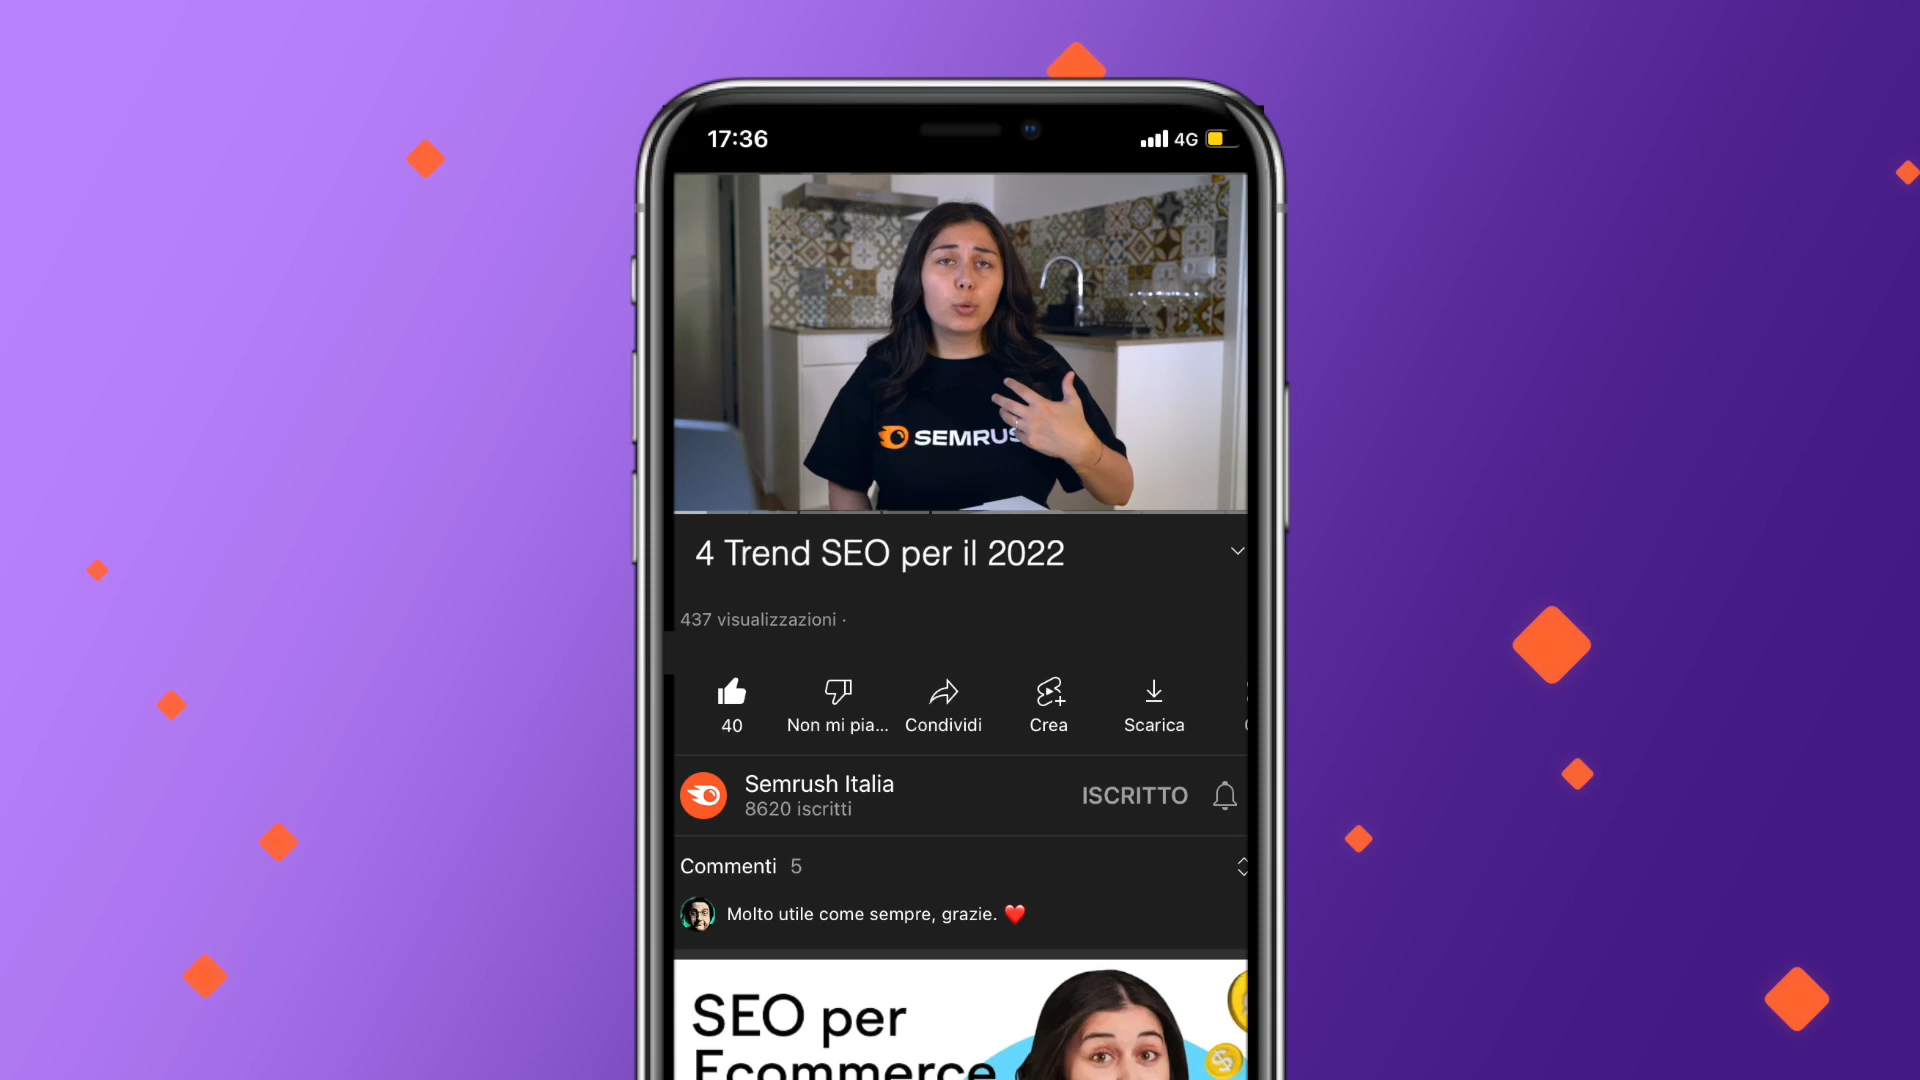 17:36
4G
SEMRUS
4 Trend SEO per il 2022
437 visualizzazioni ·
40
Non mi pia...
Condividi
Crea
Scarica
Semrush Italia
8620 iscritti
ISCRITTO
Commenti 5
Molto utile come sempre, grazie. ❤️
SEO per
Ecommerce